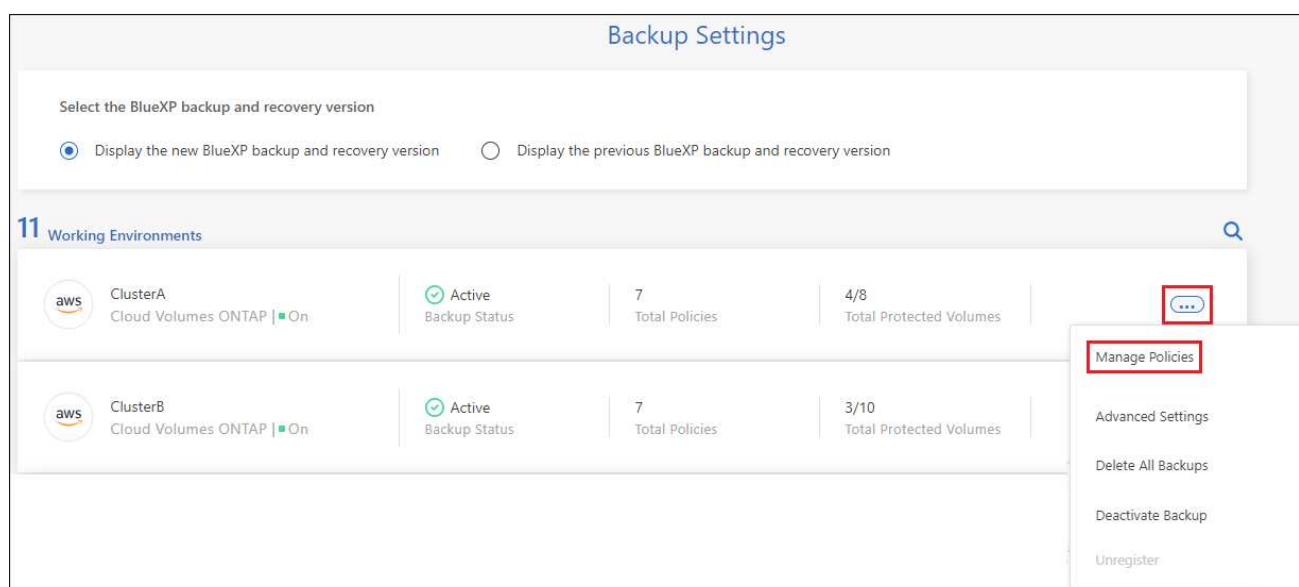 Backup Settings
Select the BlueXP backup and recovery version
Display the new BlueXP backup and recovery version Display the previous BlueXP backup and recovery version
11 Working Environments
aws ClusterA Active 7 4/8 ...
Cloud Volumes ONTAP | On Backup Status Total Policies Total Protected Volumes
Manage Policies
aws ClusterB Active 7 3/10
Cloud Volumes ONTAP | On Backup Status Total Policies Total Protected Volumes
Advanced Settings
Delete All Backups
Deactivate Backup
Unregister